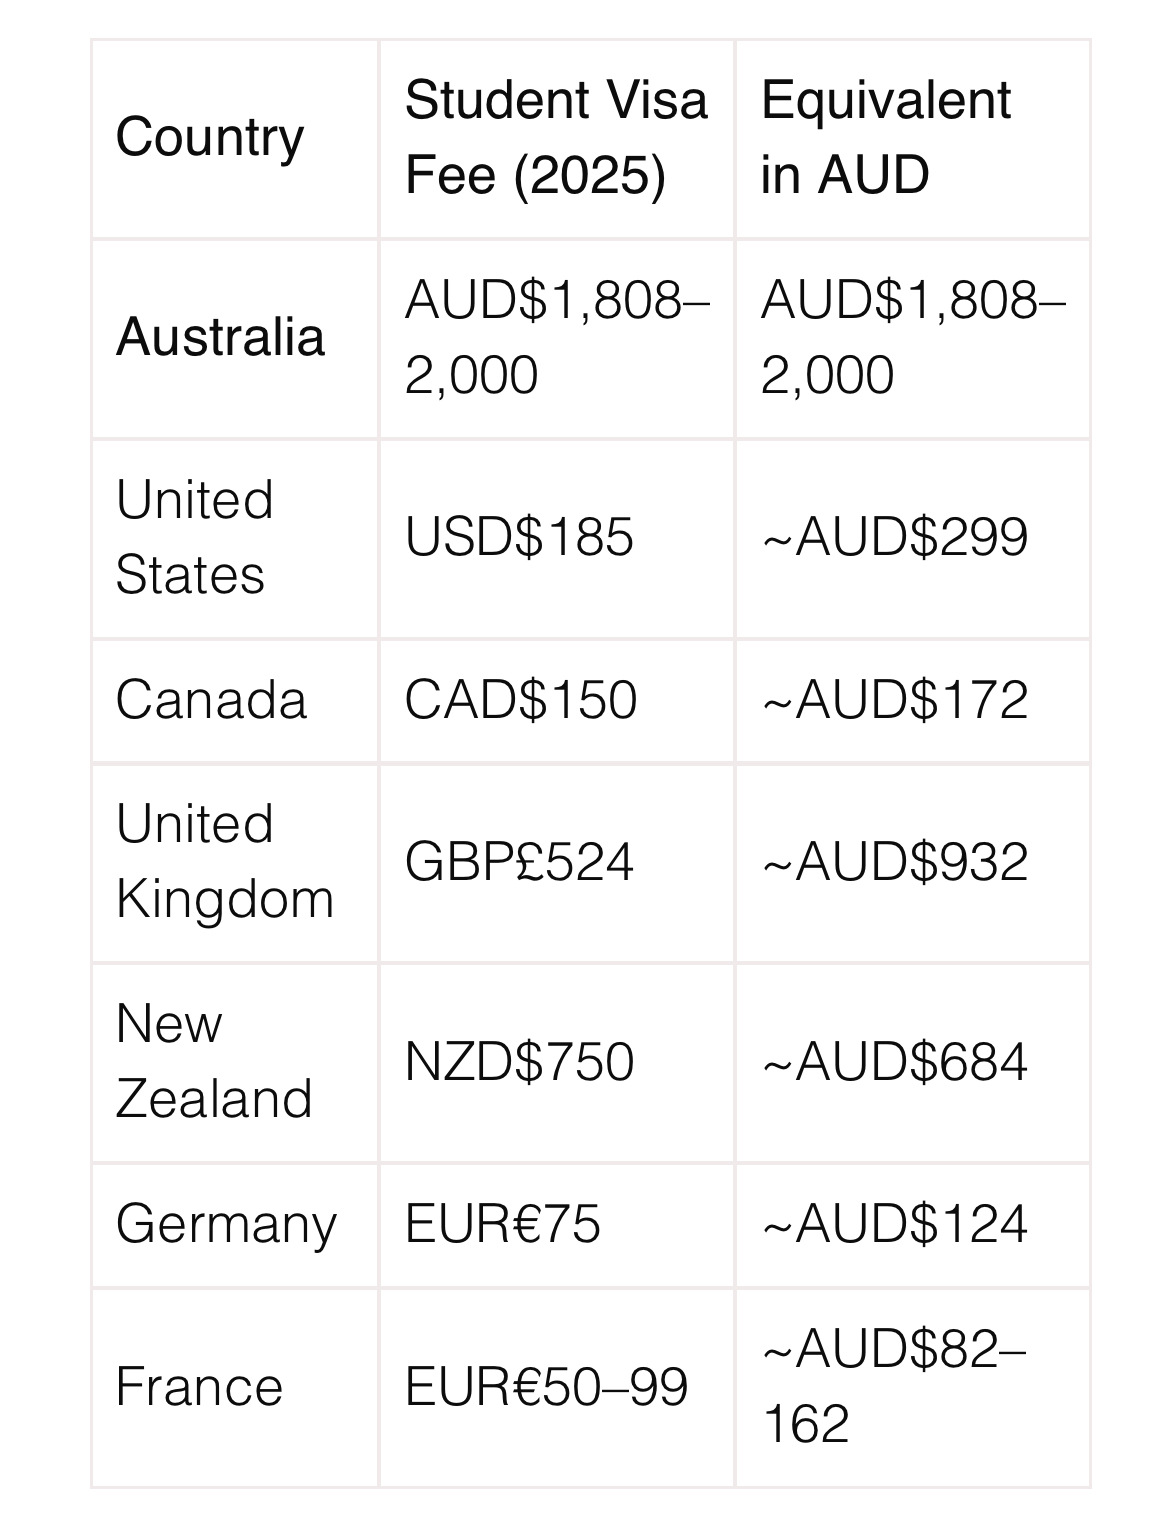 Country
Student Visa
Fee (2025)
Equivalent
in AUD
Australia
AUD$1,808–
2,000
AUD$1,808–
2,000
United
States
USD$185
~AUD$299
Canada
CAD$150
~AUD$172
United
Kingdom
GBP£524
~AUD$932
New
Zealand
NZD$750
~AUD$684
Germany
EUR€75
~AUD$124
France
EUR€50–99
~AUD$82–
162